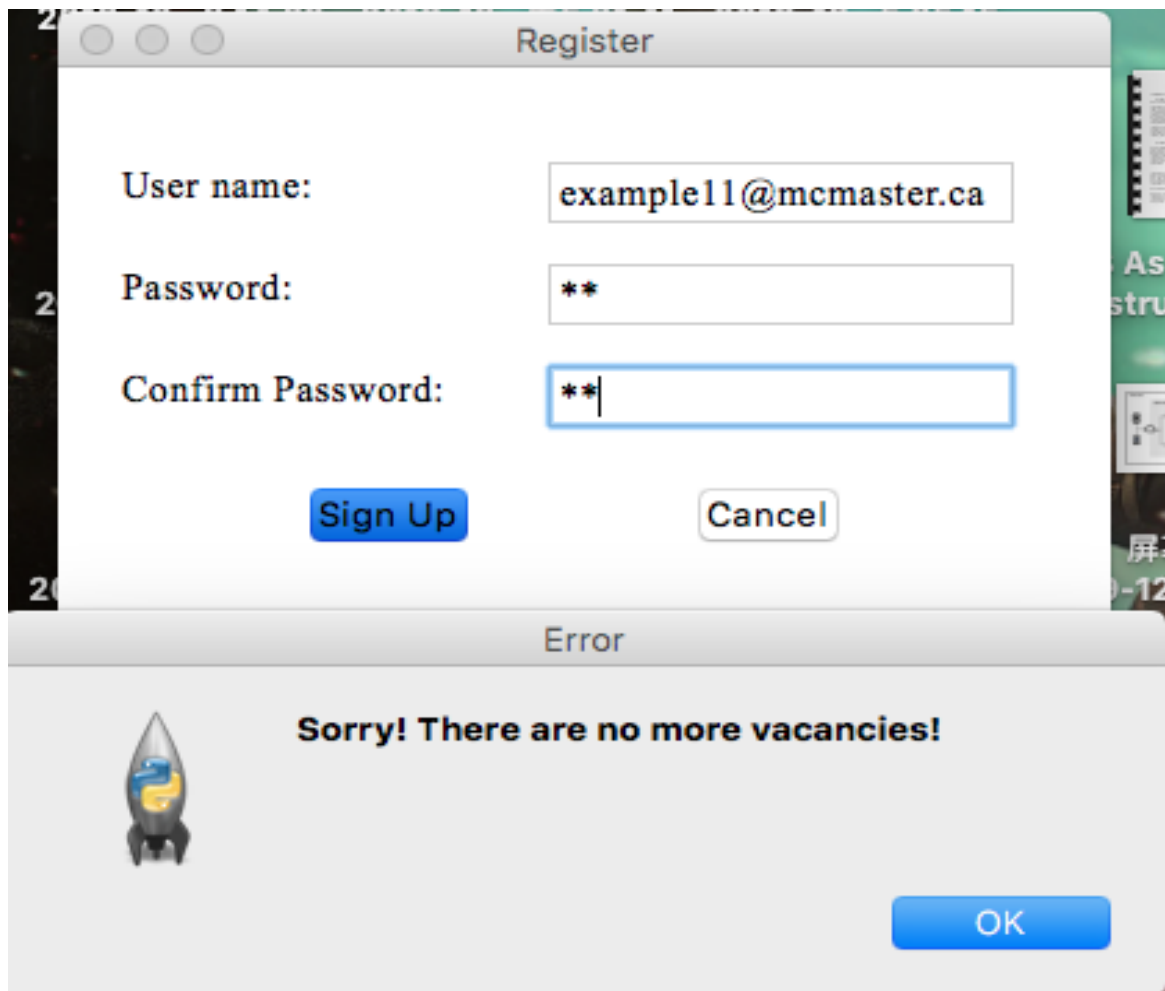 Register
User name:
example11@mcmaster.ca
Password:
**
Confirm Password:
**
Sign Up
Cancel
Error
Sorry! There are no more vacancies!
OK